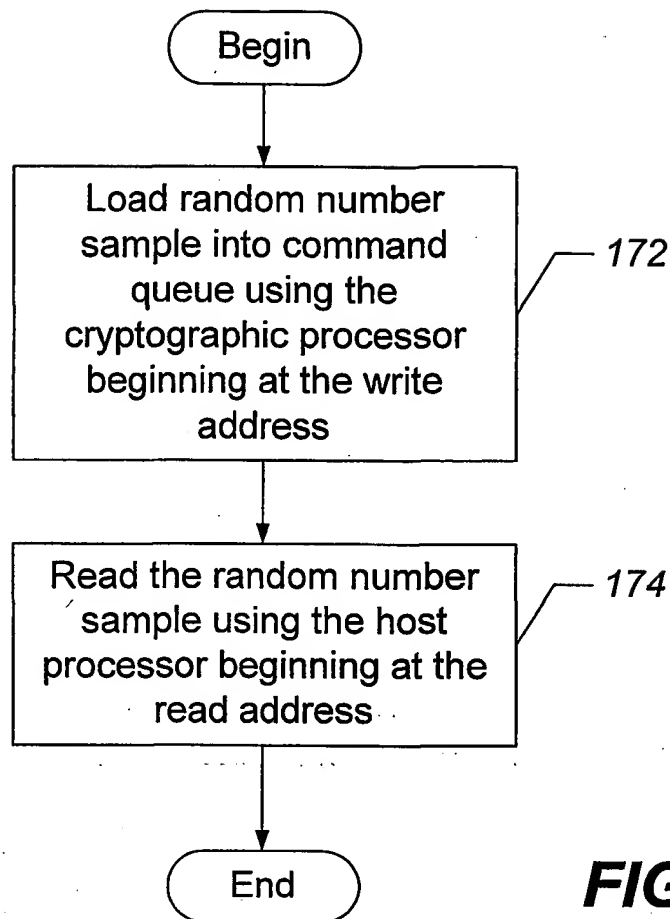 Begin
Load random number
sample into command
queue using the
cryptographic processor
beginning at the write
address
172
Read the random number
sample using the host
processor beginning at the
read address
174
End
FIG